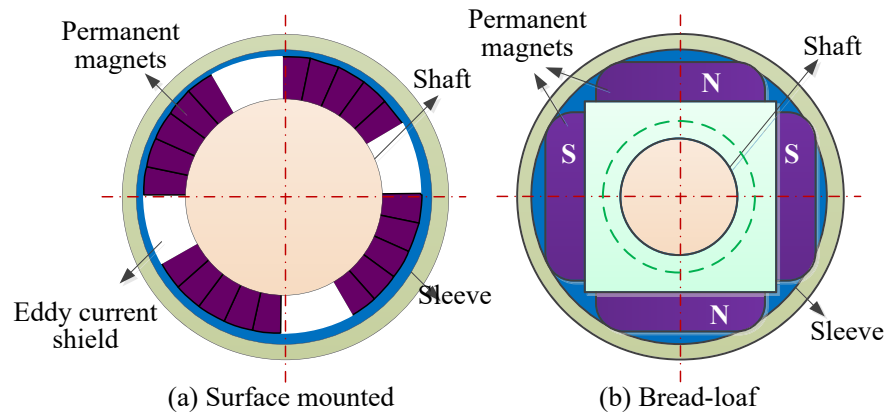 Permanent
magnets
Shaft
Eddy current
shield
Sleeve
(a) Surface mounted
Permanent
magnets
Shaft
N
S
S
N
Sleeve
(b) Bread-loaf